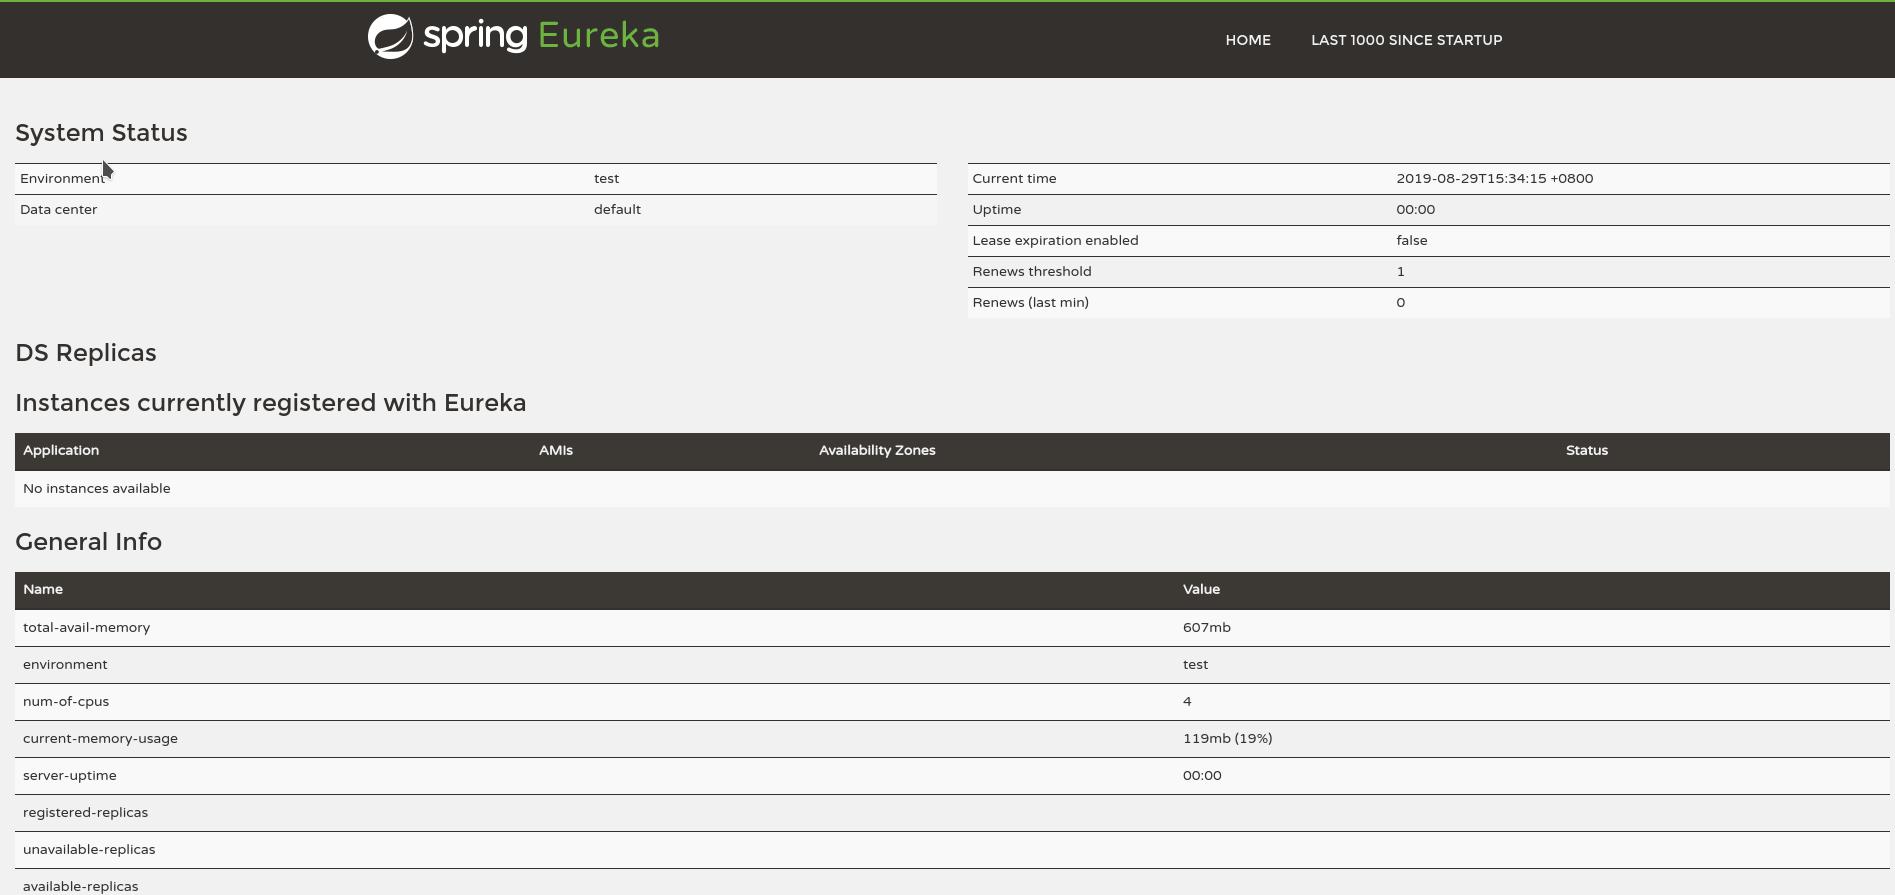 spring Eureka HOME LAST 1000 SINCE STARTUP
System Status
Environment test
Data center default
Current time 2019-08-29T15:34:15 +0800
Uptime 00:00
Lease expiration enabled false
Renews threshold 1
Renews (last min) 0
DS Replicas
Instances currently registered with Eureka
Application AMIs Availability Zones Status
No instances available
General Info
Name Value
total-avail-memory 607mb
environment test
num-of-cpus 4
current-memory-usage 119mb (19%)
server-uptime 00:00
registered-replicas
unavailable-replicas
available-replicas